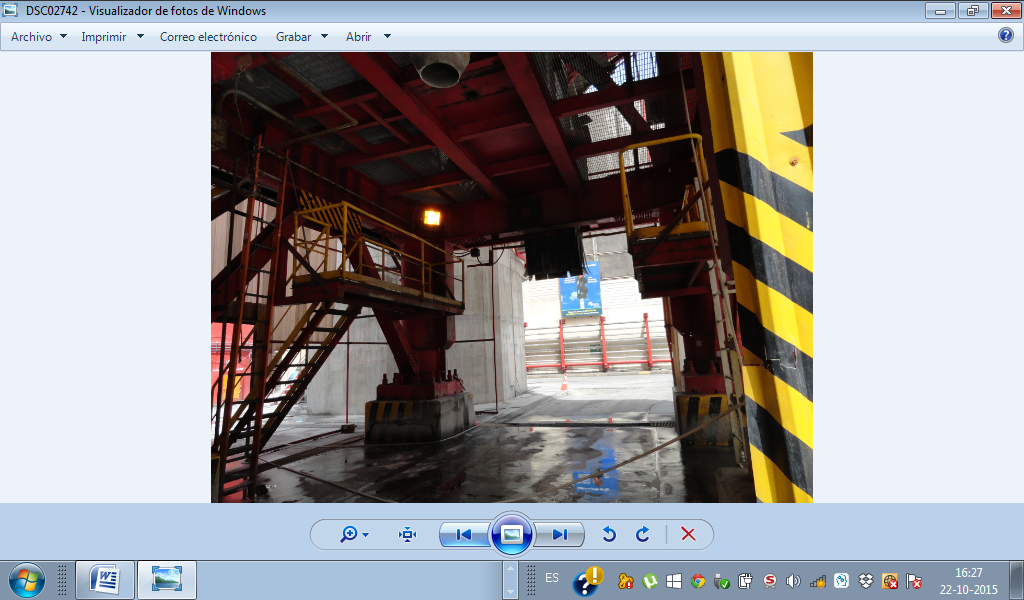 DSC02742 - Visualizador de fotos de Windows
Archivo Imprimir Correo electrónico Grabar Abrir
ES
16:27
22-10-2015